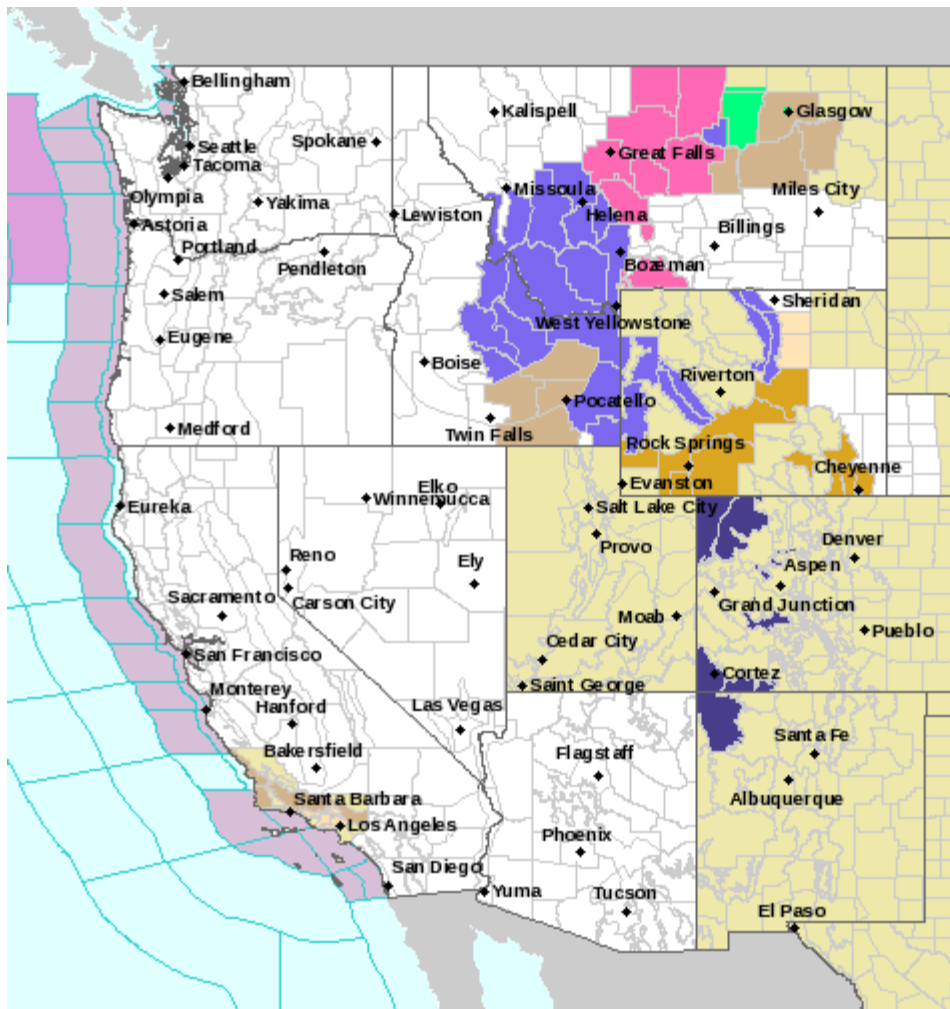 Bellingham
Kalispell
Glasgow
Seattle
Spokane
Great Falls
Tacoma
Olympia
Missoula
Miles City
Yakima
Helena
Lewiston
Astoria
Billings
Portland
Pendleton
Bozeman
Salem
Sheridan
West Yellowstone
Eugene
Boise
Riverton
Pocatello
Medford
Twin Falls
Rock Springs
Cheyenne
Evanston
Elko
Winnemucca
Eureka
Salt Lake City
Provo
Denver
Reno
Ely
Aspen
Sacramento
Carson City
Grand Junction
Moab
Pueblo
Cedar City
San Francisco
Cortez
Saint George
Monterey
Hanford
Las Vegas
Bakersfield
Flagstaff
Santa Fe
Santa Barbara
Albuquerque
Los Angeles
Phoenix
San Diego
Yuma
Tucson
El Paso